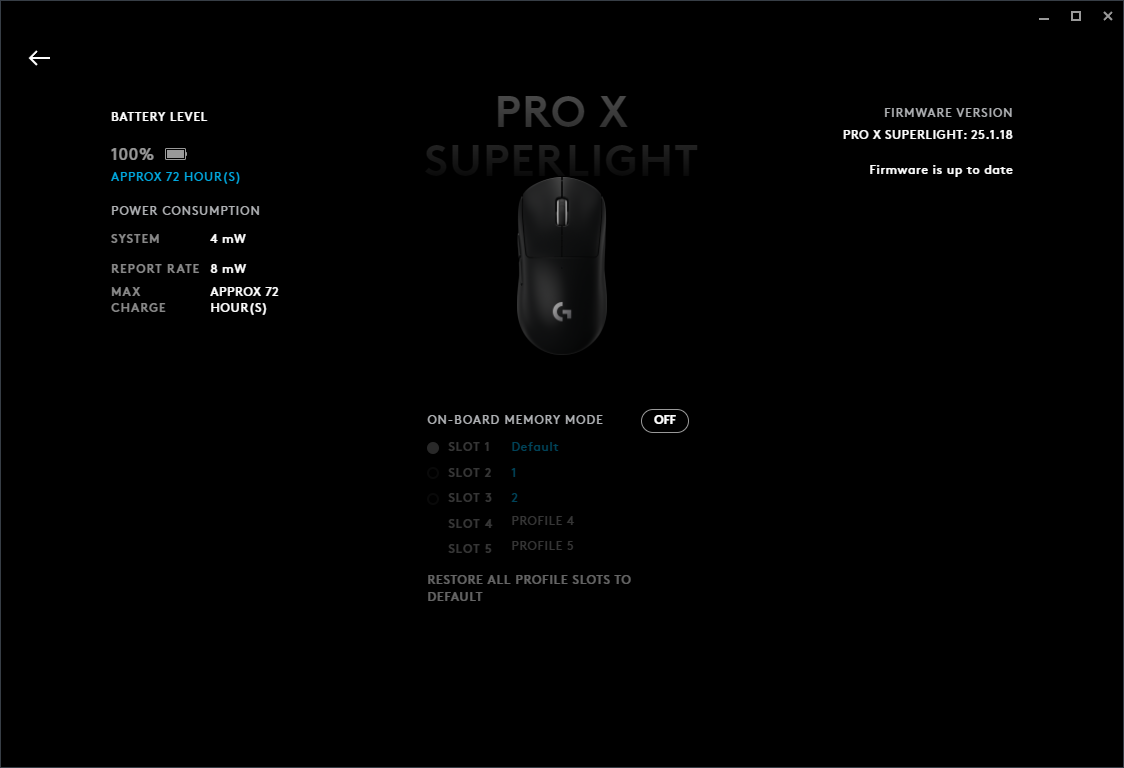 PRO X
SUPERLIGHT
BATTERY LEVEL
100%
APPROX 72 HOUR(S)
POWER CONSUMPTION
SYSTEM 4 mW
REPORT RATE 8 mW
MAX CHARGE APPROX 72 HOUR(S)
FIRMWARE VERSION
PRO X SUPERLIGHT: 25.1.18
Firmware is up to date
ON-BOARD MEMORY MODE OFF
SLOT 1 Default
SLOT 2 1
SLOT 3 2
SLOT 4 PROFILE 4
SLOT 5 PROFILE 5
RESTORE ALL PROFILE SLOTS TO
DEFAULT